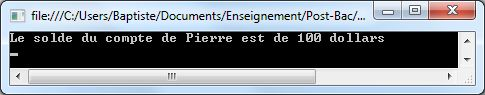 file:///C:/Users/Baptiste/Documents/Enseignement/Post-Bac/...
Le solde du compte de Pierre est de 100 dollars